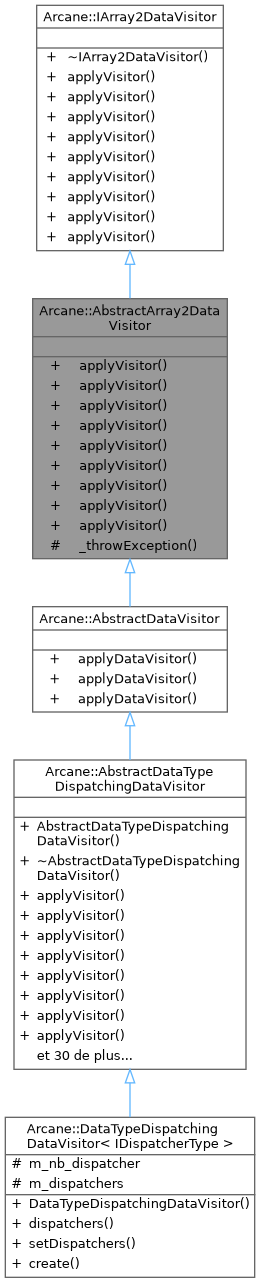 Arcane::IArray2DataVisitor
+ ~IArray2DataVisitor()
+ applyVisitor()
+ applyVisitor()
+ applyVisitor()
+ applyVisitor()
+ applyVisitor()
+ applyVisitor()
+ applyVisitor()
+ applyVisitor()
+ applyVisitor()
Arcane::AbstractArray2Data
Visitor
+ applyVisitor()
+ applyVisitor()
+ applyVisitor()
+ applyVisitor()
+ applyVisitor()
+ applyVisitor()
+ applyVisitor()
+ applyVisitor()
+ applyVisitor()
# _throwException()
Arcane::AbstractDataVisitor
+ applyDataVisitor()
+ applyDataVisitor()
+ applyDataVisitor()
Arcane::AbstractDataType
DispatchingDataVisitor
+ AbstractDataTypeDispatching
DataVisitor()
+ ~AbstractDataTypeDispatching
DataVisitor()
+ applyVisitor()
+ applyVisitor()
+ applyVisitor()
+ applyVisitor()
+ applyVisitor()
+ applyVisitor()
+ applyVisitor()
+ applyVisitor()
et 30 de plus...
Arcane::DataTypeDispatching
DataVisitor< IDispatcherType >
# m_nb_dispatcher
# m_dispatchers
+ DataTypeDispatchingDataVisitor()
+ dispatchers()
+ setDispatchers()
+ create()